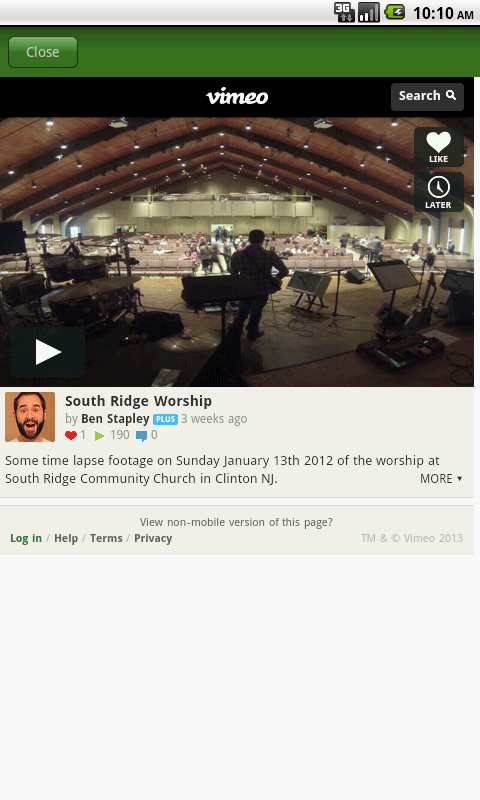 3G 10:10 AM
Close
vimeo
Search
LIKE
LATER
South Ridge Worship
by Ben Stapley PLUS 3 weeks ago
1 190 0
Some time lapse footage on Sunday January 13th 2012 of the worship at
South Ridge Community Church in Clinton NJ. MORE ▾
View non-mobile version of this page?
Log in / Help / Terms / Privacy TM & © Vimeo 2013